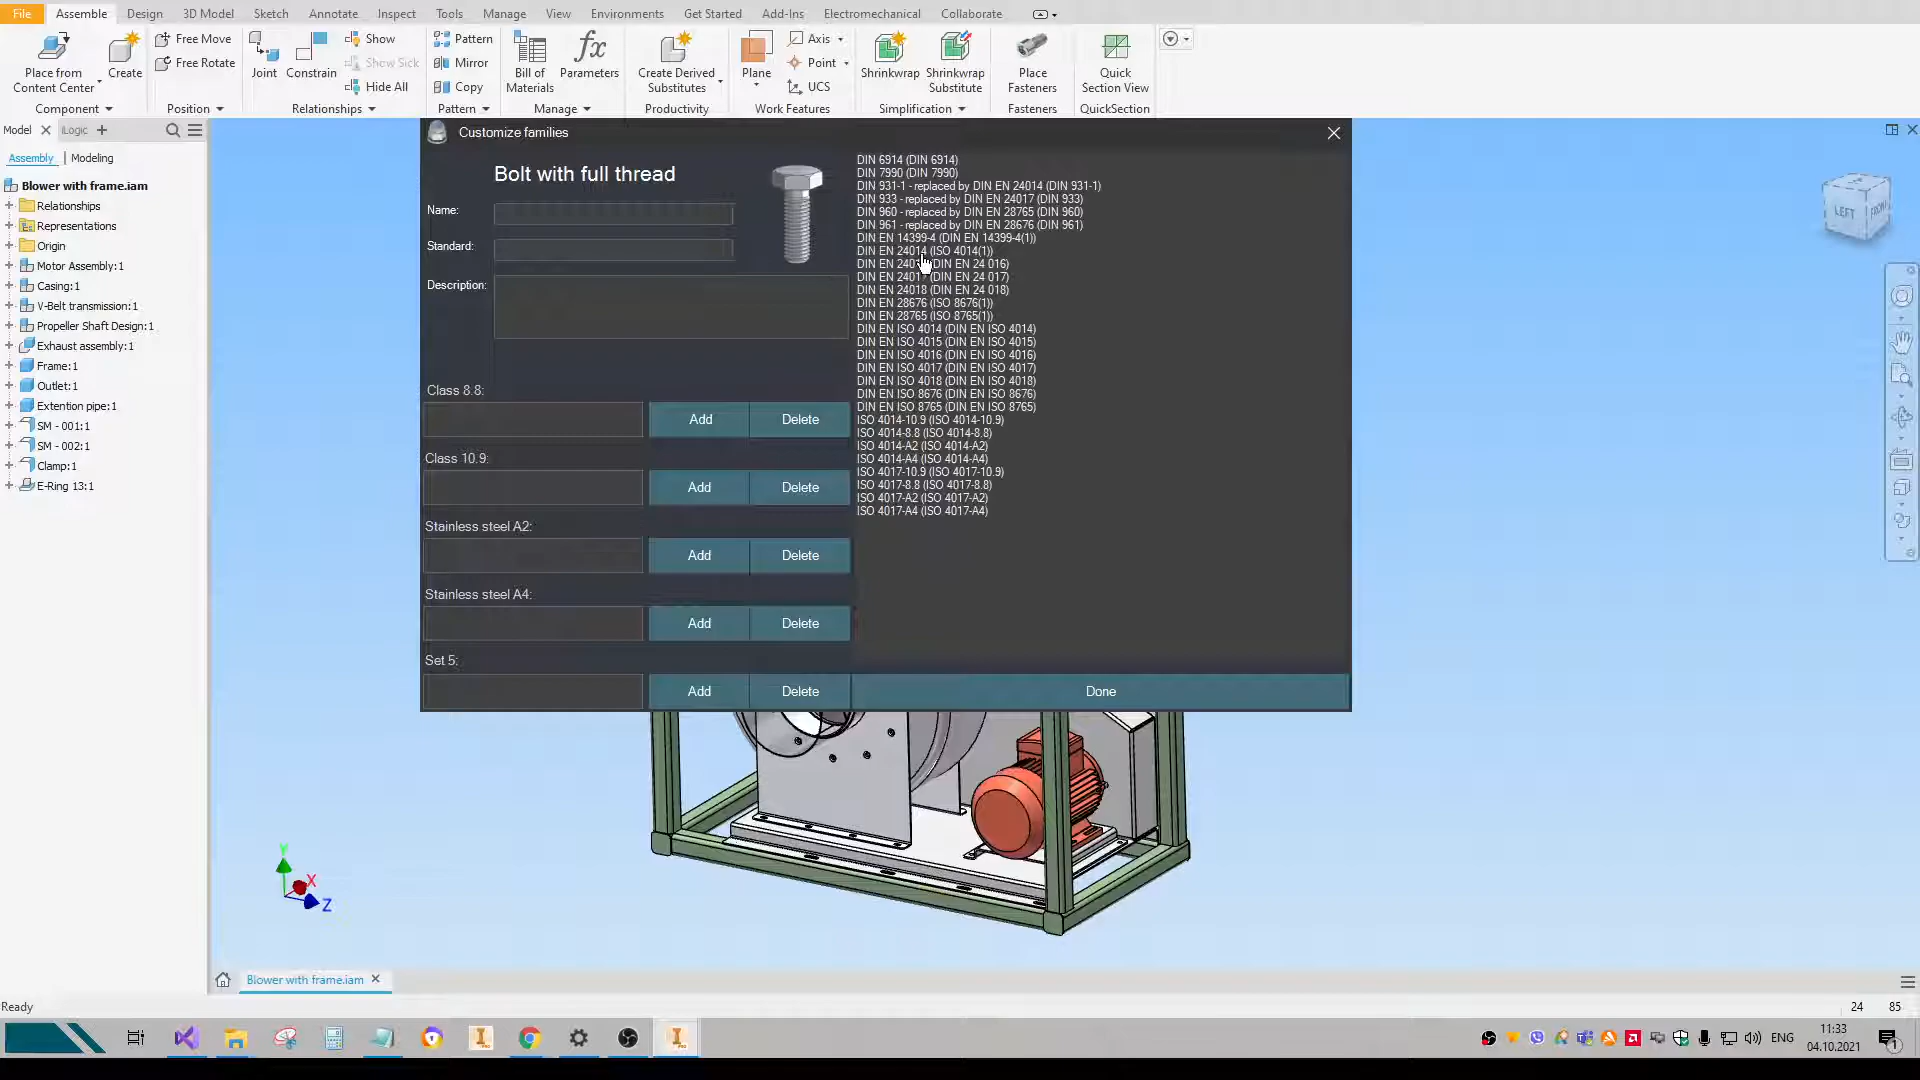 File Assemble Design 3D Model Sketch Annotate Inspect Tools Manage View Environments Get Started Add-Ins Electromechanical Collaborate
Place from
Content Center
Create
Free Move
Free Rotate
Joint
Constrain
Show
Show Sick
Hide All
Pattern
Mirror
Copy
Bill of
Materials
fx
Parameters
Create Derived
Substitutes
Plane
Axis
Point
UCS
Shrinkwrap
Shrinkwrap
Substitute
Place
Fasteners
Quick
Section View
Component Position Relationships Pattern Manage Productivity Work Features Simplification Fasteners QuickSection
Model iLogic
Assembly Modeling
Blower with frame.iam
Relationships
Representations
Origin
Motor Assembly:1
Casing:1
V-Belt transmission:1
Propeller Shaft Design:1
Exhaust assembly:1
Frame:1
Outlet:1
Extention pipe:1
SM - 001:1
SM - 002:1
Clamp:1
E-Ring 13:1
Customize families
Bolt with full thread
Name:
Standard:
Description:
Class 8.8:
Add Delete
Class 10.9:
Add Delete
Stainless steel A2:
Add Delete
Stainless steel A4:
Add Delete
Set 5:
Add Delete
DIN 6914 (DIN 6914)
DIN 7990 (DIN 7990)
DIN 931-1 - replaced by DIN EN 24014 (DIN 931-1)
DIN 933 - replaced by DIN EN 24017 (DIN 933)
DIN 960 - replaced by DIN EN 28765 (DIN 960)
DIN 961 - replaced by DIN EN 28676 (DIN 961)
DIN EN 14399-4 (DIN EN 14399-4(1))
DIN EN 24014 (ISO 4014(1))
DIN EN (DIN EN 24 016)
DIN EN 24017 (DIN EN 24 017)
DIN EN 24018 (DIN EN 24 018)
DIN EN 28676 (ISO 8676(1))
DIN EN 28765 (ISO 8765(1))
DIN EN ISO 4014 (DIN EN ISO 4014)
DIN EN ISO 4015 (DIN EN ISO 4015)
DIN EN ISO 4016 (DIN EN ISO 4016)
DIN EN ISO 4017 (DIN EN ISO 4017)
DIN EN ISO 4018 (DIN EN ISO 4018)
DIN EN ISO 8676 (DIN EN ISO 8676)
DIN EN ISO 8765 (DIN EN ISO 8765)
ISO 4014-10.9 (ISO 4014-10.9)
ISO 4014-8.8 (ISO 4014-8.8)
ISO 4014-A2 (ISO 4014-A2)
ISO 4014-A4 (ISO 4014-A4)
ISO 4017-10.9 (ISO 4017-10.9)
ISO 4017-8.8 (ISO 4017-8.8)
ISO 4017-A2 (ISO 4017-A2)
ISO 4017-A4 (ISO 4017-A4)
Done
LEFT FRONT
Y
X
Z
Blower with frame.iam
Ready
24 85
ENG
11:33
04.10.2021